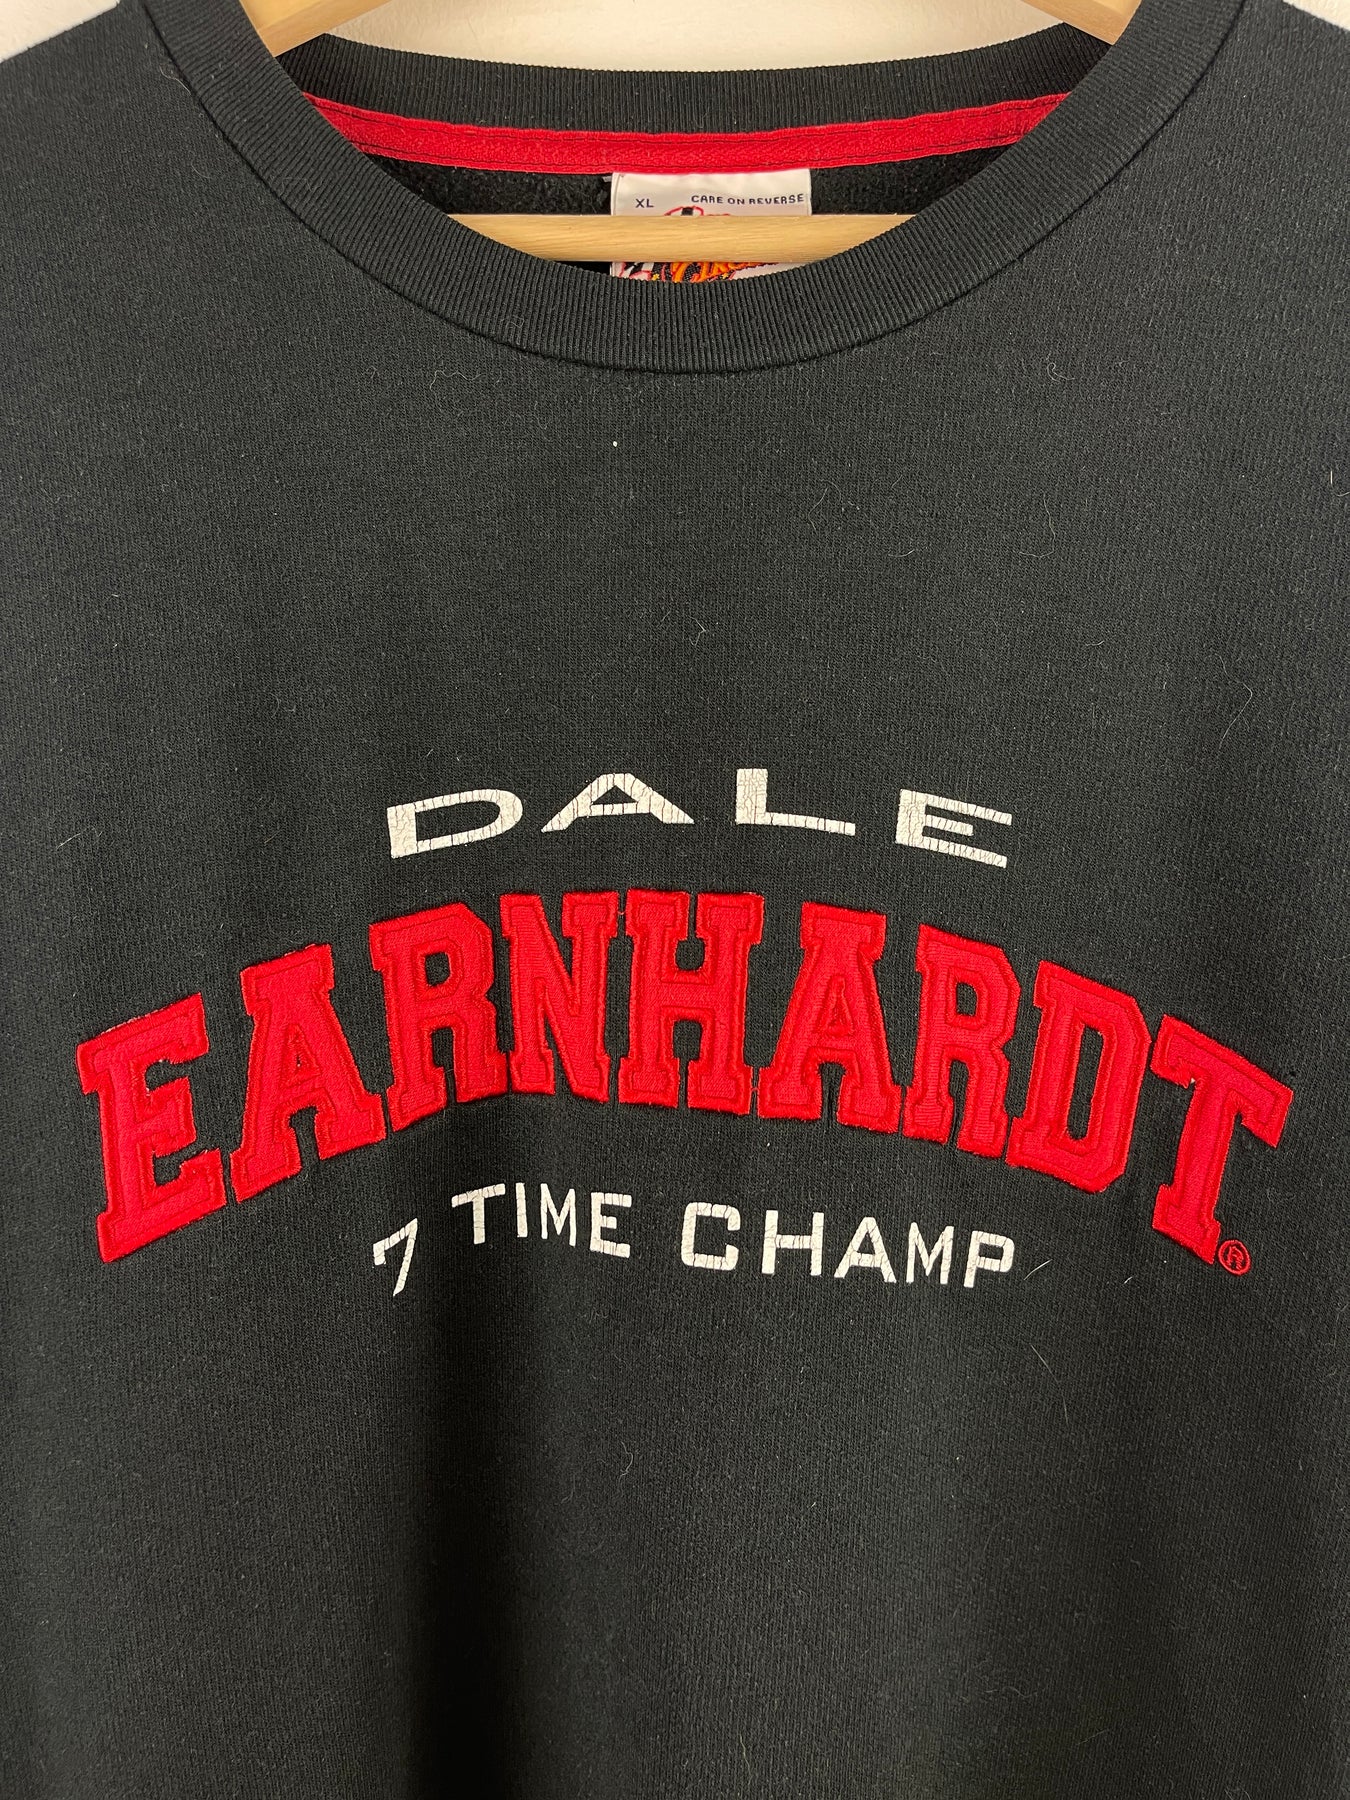 XL CARE ON REVERSE
DALE
EARNHARDT®
7 TIME CHAMP